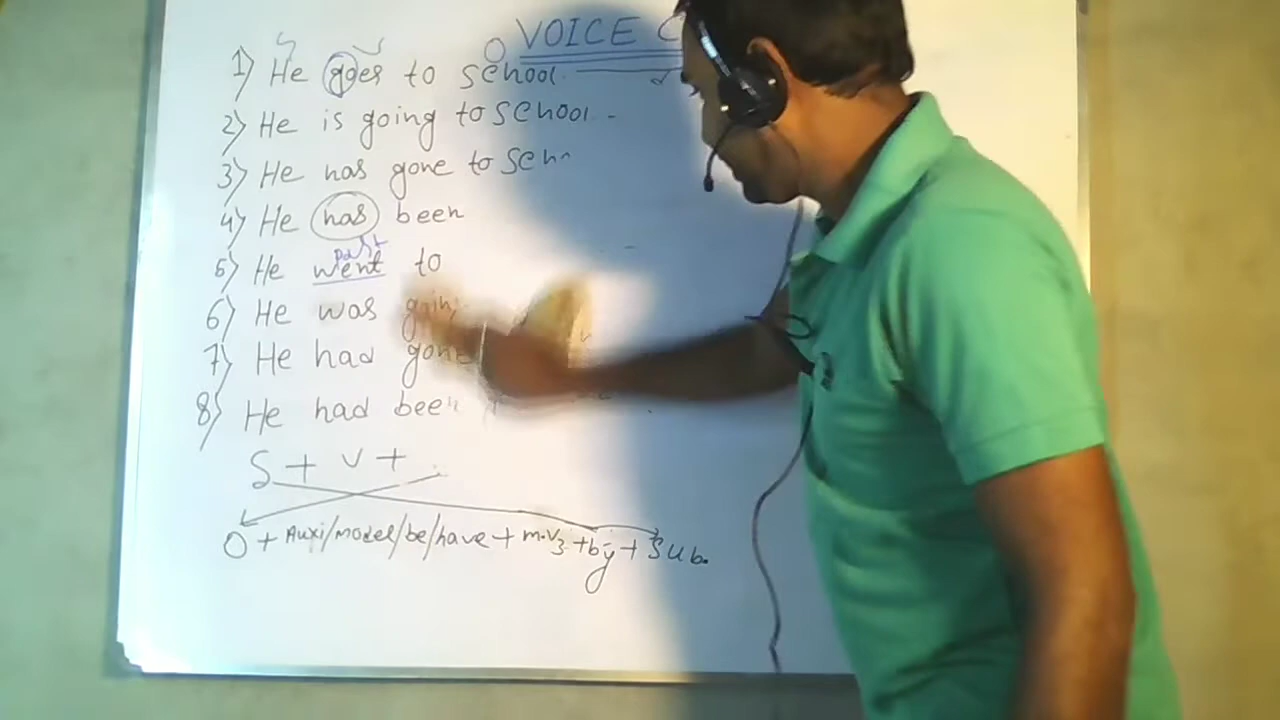 VOICE C
S O
1) He goes to school.
2) He is going to school.
3) He has gone to Sch
4) He has been
past
5) He went to
6) He was going
7) He had gone
8) He had been
S + V +
O + Auxi/model/be/have + m.v3 + by + Sub.